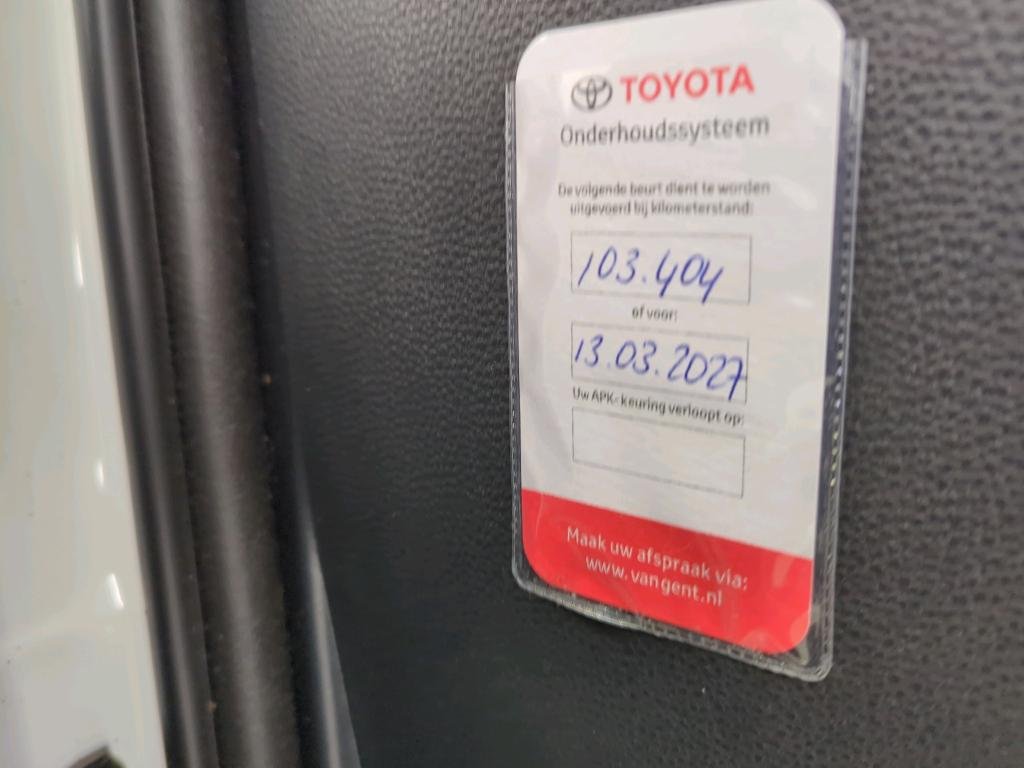 TOYOTA
Onderhoudssysteem
De volgende beurt dient te worden
uitgevoerd bij kilometerstand:
103.404
of voor:
13.03.2027
Uw APK-keuring verloopt op:
Maak uw afspraak via:
www.vangent.nl